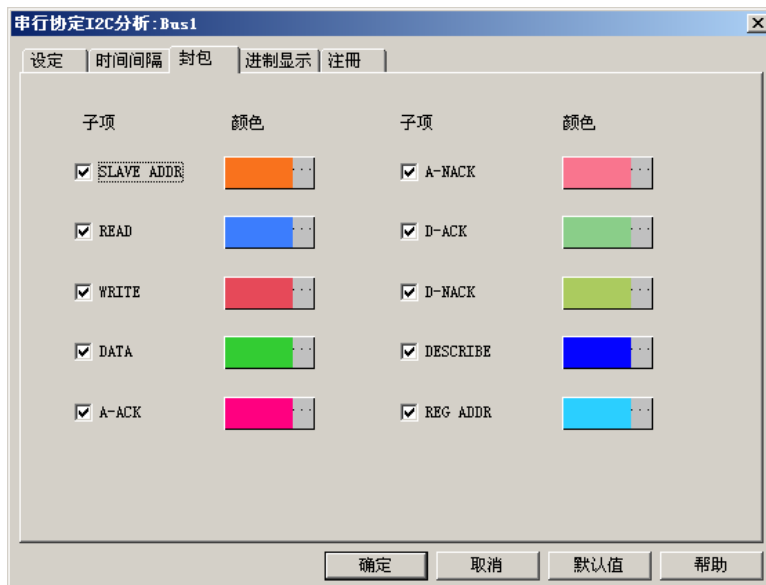 串行协定I2C分析:Bus1
设定 时间间隔 封包 进制显示 注册
子项 颜色 子项 颜色
SLAVE ADDR ... A-NACK ...
READ ... D-ACK ...
WRITE ... D-NACK ...
DATA ... DESCRIBE ...
A-ACK ... REG ADDR ...
确定 取消 默认值 帮助